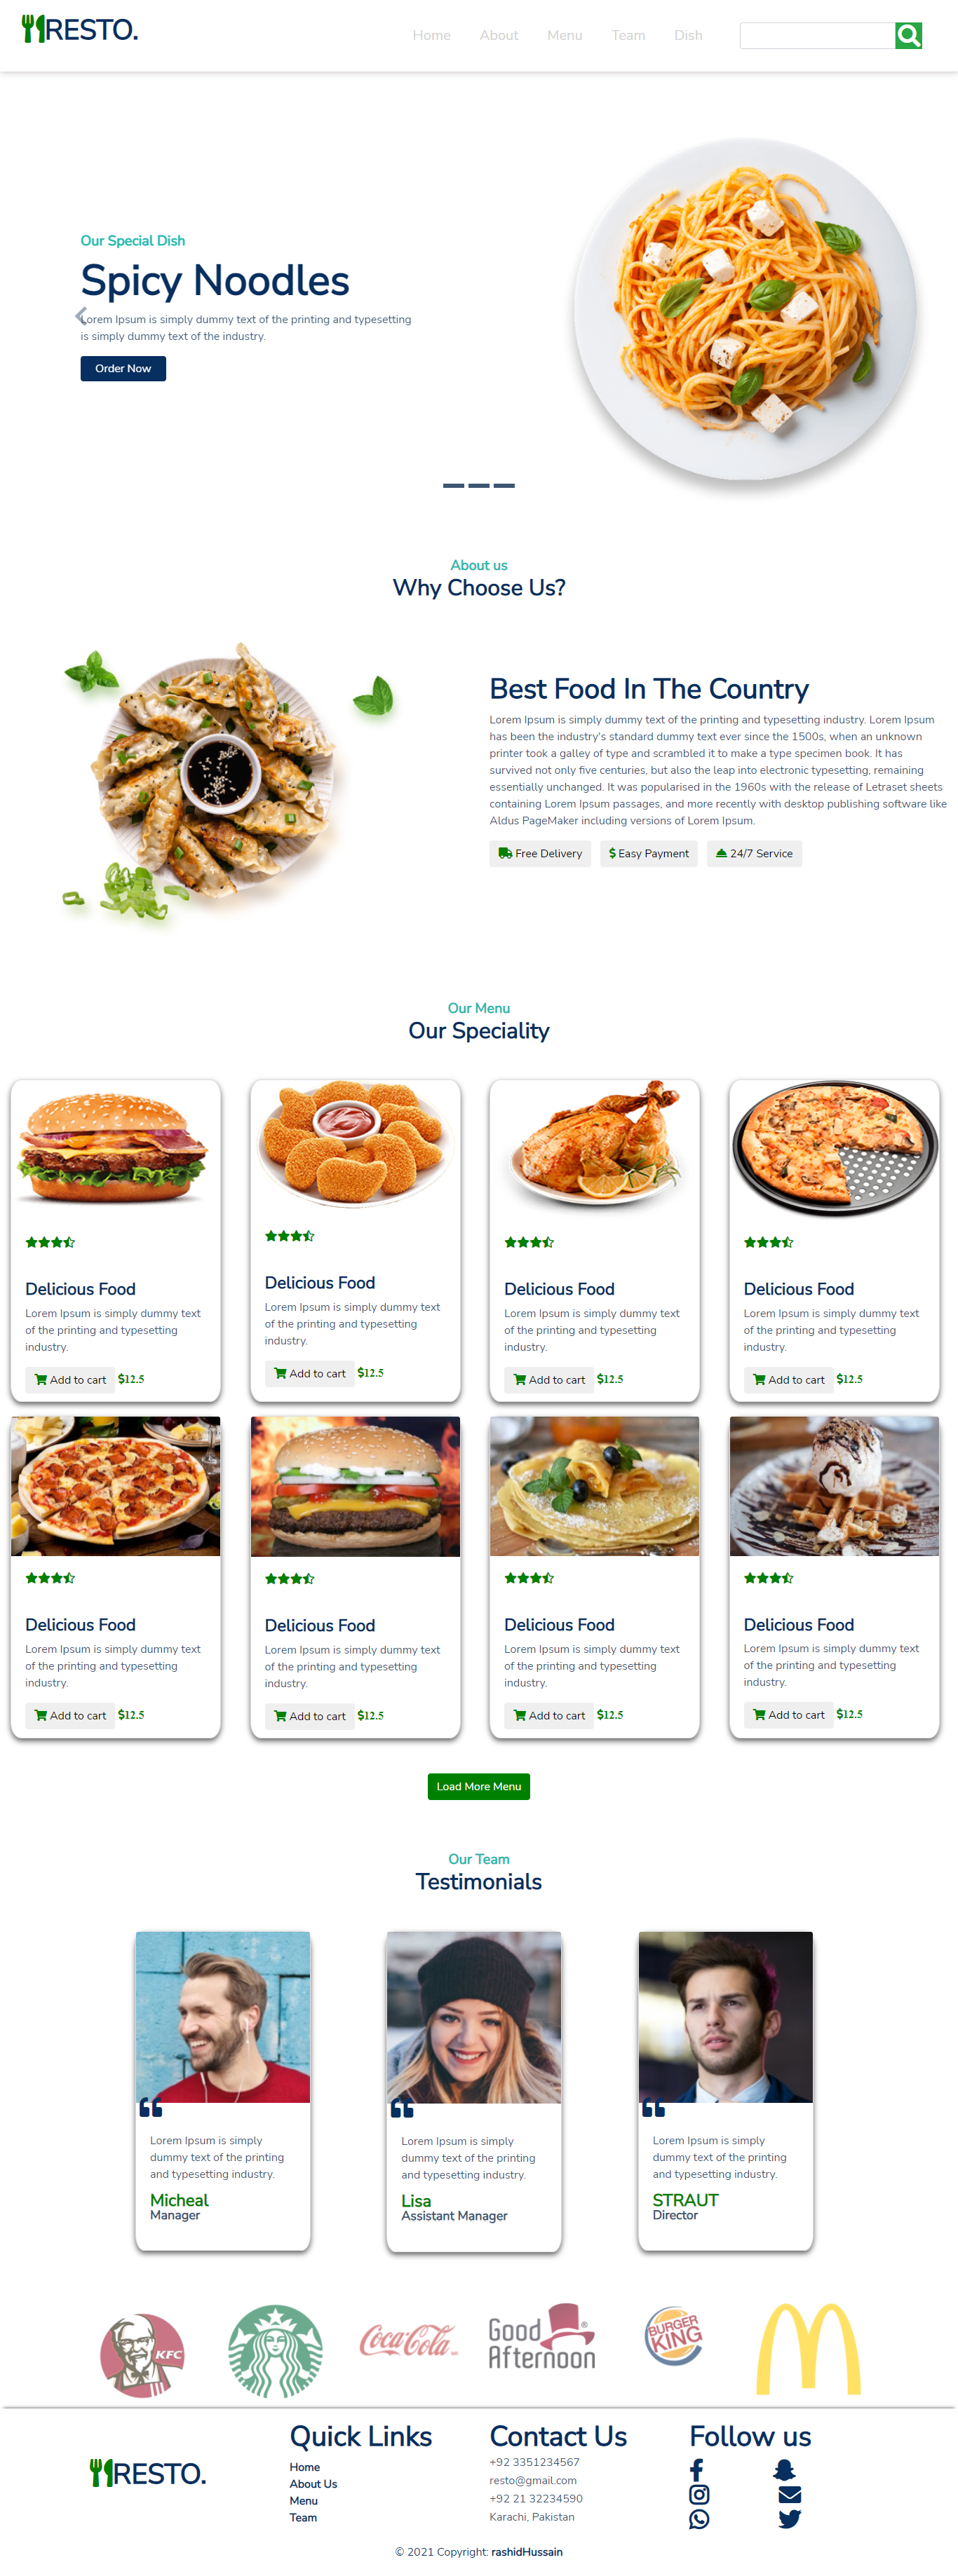 RESTO.
Home About Menu Team Dish
Our Special Dish
Spicy Noodles
Lorem Ipsum is simply dummy text of the printing and typesetting
is simply dummy text of the industry.
Order Now
About us
Why Choose Us?
Best Food In The Country
Lorem Ipsum is simply dummy text of the printing and typesetting industry. Lorem Ipsum
has been the industry's standard dummy text ever since the 1500s, when an unknown
printer took a galley of type and scrambled it to make a type specimen book. It has
survived not only five centuries, but also the leap into electronic typesetting, remaining
essentially unchanged. It was popularised in the 1960s with the release of Letraset sheets
containing Lorem Ipsum passages, and more recently with desktop publishing software like
Aldus PageMaker including versions of Lorem Ipsum.
Free Delivery $ Easy Payment 24/7 Service
Our Menu
Our Speciality
Delicious Food
Lorem Ipsum is simply dummy text
of the printing and typesetting
industry.
Add to cart $12.5
Delicious Food
Lorem Ipsum is simply dummy text
of the printing and typesetting
industry.
Add to cart $12.5
Delicious Food
Lorem Ipsum is simply dummy text
of the printing and typesetting
industry.
Add to cart $12.5
Delicious Food
Lorem Ipsum is simply dummy text
of the printing and typesetting
industry.
Add to cart $12.5
Delicious Food
Lorem Ipsum is simply dummy text
of the printing and typesetting
industry.
Add to cart $12.5
Delicious Food
Lorem Ipsum is simply dummy text
of the printing and typesetting
industry.
Add to cart $12.5
Delicious Food
Lorem Ipsum is simply dummy text
of the printing and typesetting
industry.
Add to cart $12.5
Delicious Food
Lorem Ipsum is simply dummy text
of the printing and typesetting
industry.
Add to cart $12.5
Load More Menu
Our Team
Testimonials
“
Lorem Ipsum is simply
dummy text of the printing
and typesetting industry.
Micheal
Manager
“
Lorem Ipsum is simply
dummy text of the printing
and typesetting industry.
Lisa
Assistant Manager
“
Lorem Ipsum is simply
dummy text of the printing
and typesetting industry.
STRAUT
Director
KFC
Coca-Cola
Good
Afternoon®
BURGER
KING
RESTO.
Quick Links
Home
About Us
Menu
Team
Contact Us
+92 3351234567
resto@gmail.com
+92 21 32234590
Karachi, Pakistan
Follow us
© 2021 Copyright: rashidHussain